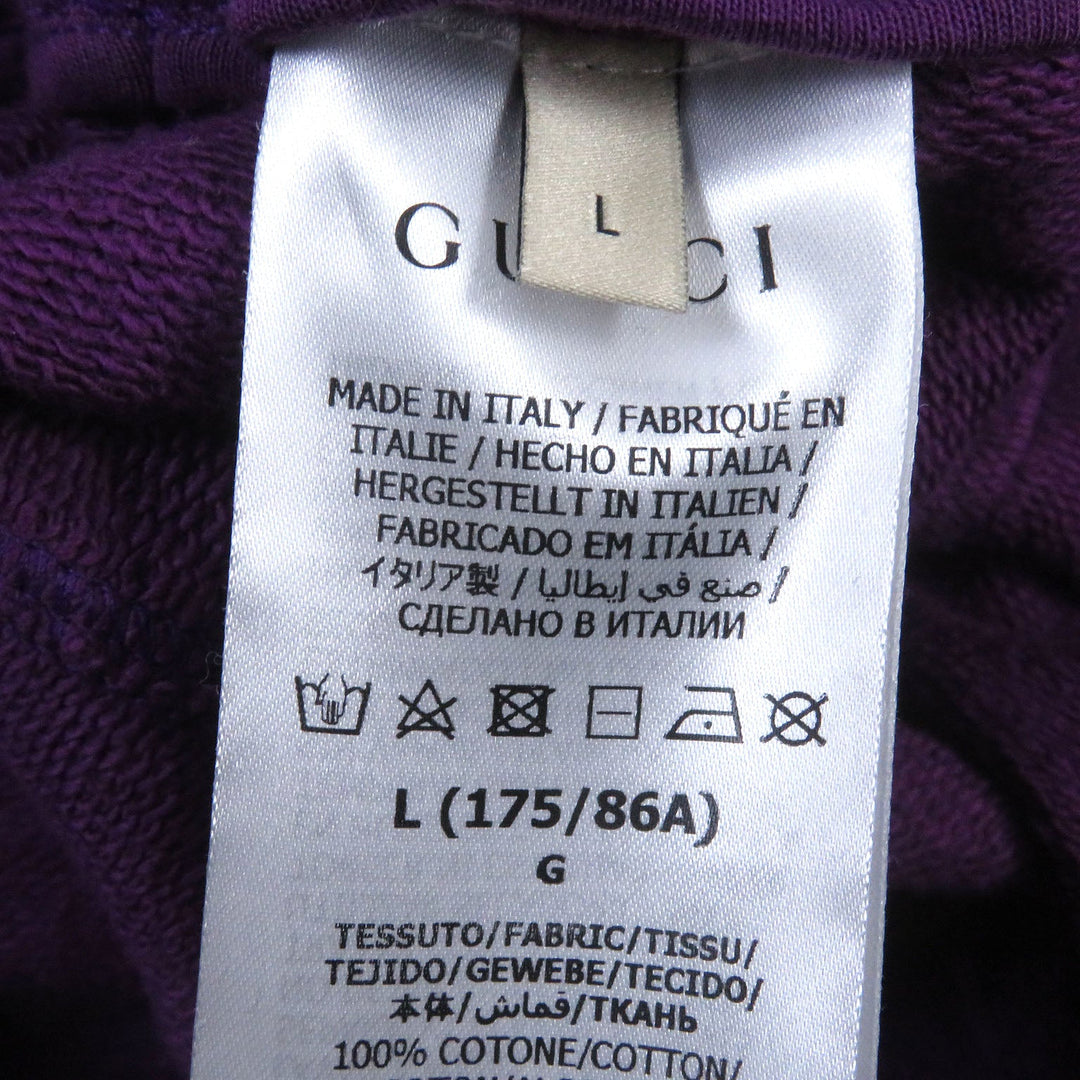 L
GUCCI
MADE IN ITALY / FABRIQUÉ EN
ITALIE / HECHO EN ITALIA /
HERGESTELLT IN ITALIEN /
FABRICADO EM ITÁLIA /
イタリア製 / صنع في إيطاليا /
СДЕЛАНО В ИТАЛИИ
L (175/86A)
G
TESSUTO/FABRIC/TISSU/
TEJIDO/GEWEBE/TECIDO/
本体/قماش/ТКАНЬ
100% COTONE/COTTON/